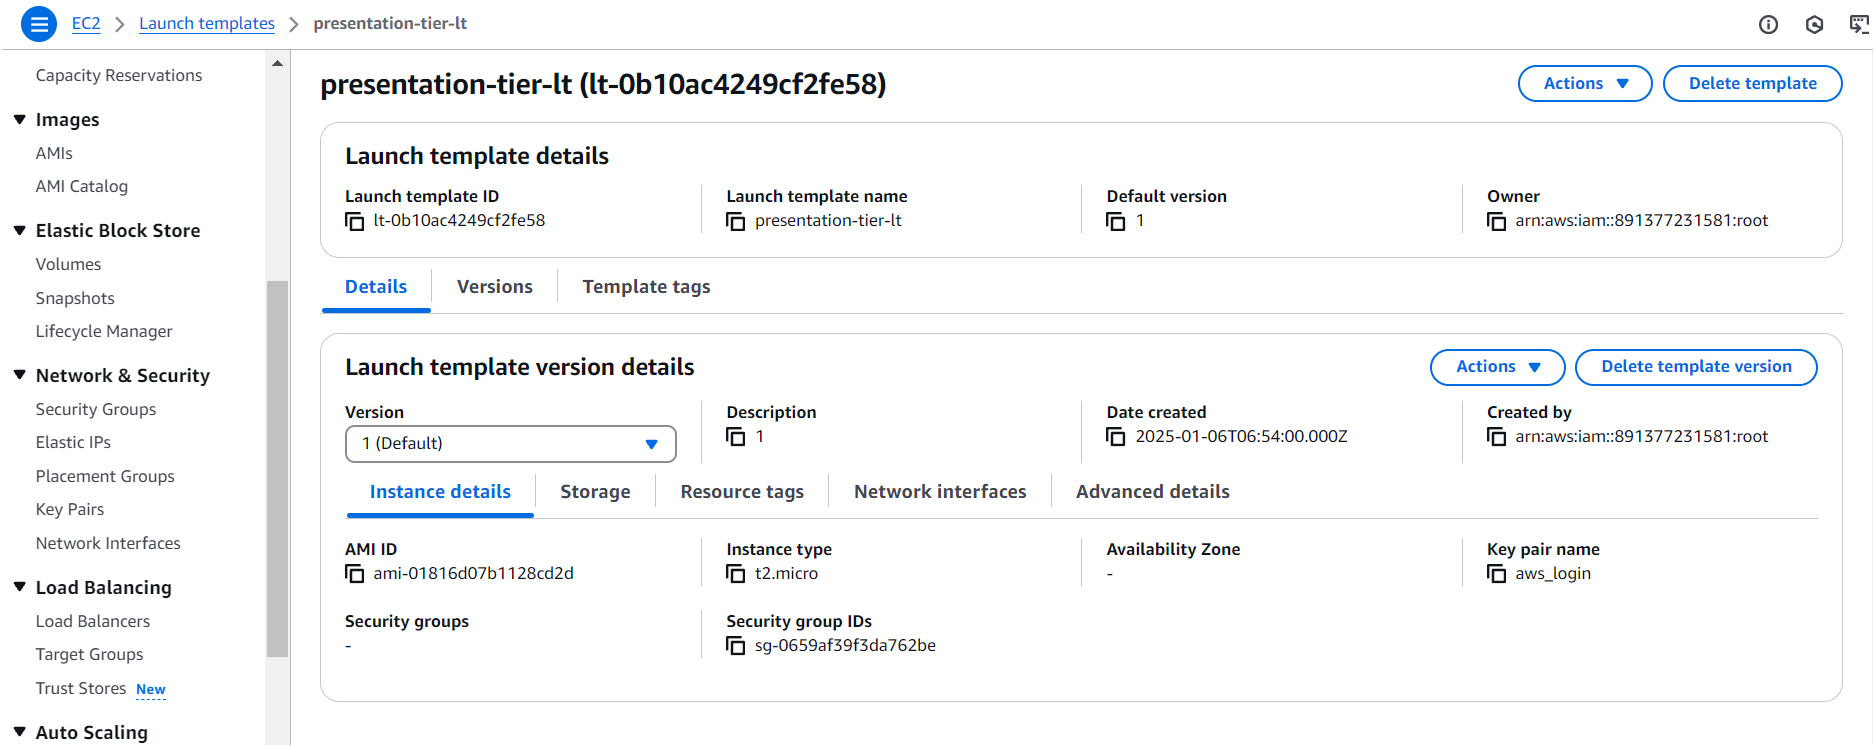 EC2 > Launch templates > presentation-tier-lt
Capacity Reservations
Images
AMIs
AMI Catalog
Elastic Block Store
Volumes
Snapshots
Lifecycle Manager
Network & Security
Security Groups
Elastic IPs
Placement Groups
Key Pairs
Network Interfaces
Load Balancing
Load Balancers
Target Groups
Trust Stores New
Auto Scaling
presentation-tier-lt (lt-0b10ac4249cf2fe58)
Actions Delete template
Launch template details
Launch template ID
lt-0b10ac4249cf2fe58
Launch template name
presentation-tier-lt
Default version
1
Owner
arn:aws:iam::891377231581:root
Details Versions Template tags
Launch template version details
Actions Delete template version
Version
1 (Default)
Description
1
Date created
2025-01-06T06:54:00.000Z
Created by
arn:aws:iam::891377231581:root
Instance details Storage Resource tags Network interfaces Advanced details
AMI ID
ami-01816d07b1128cd2d
Instance type
t2.micro
Availability Zone
-
Key pair name
aws_login
Security groups
-
Security group IDs
sg-0659af39f3da762be